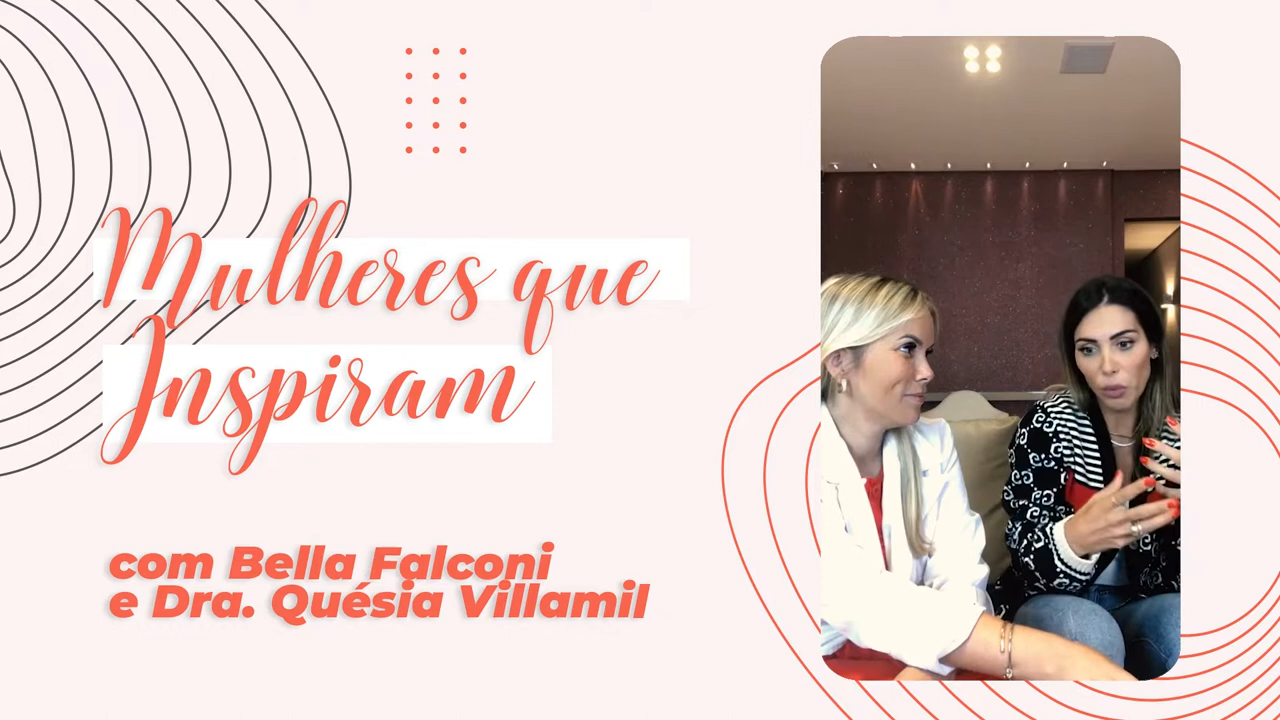 Mulheres que
Inspiram
com Bella Falconi
e Dra. Quésia Villamil